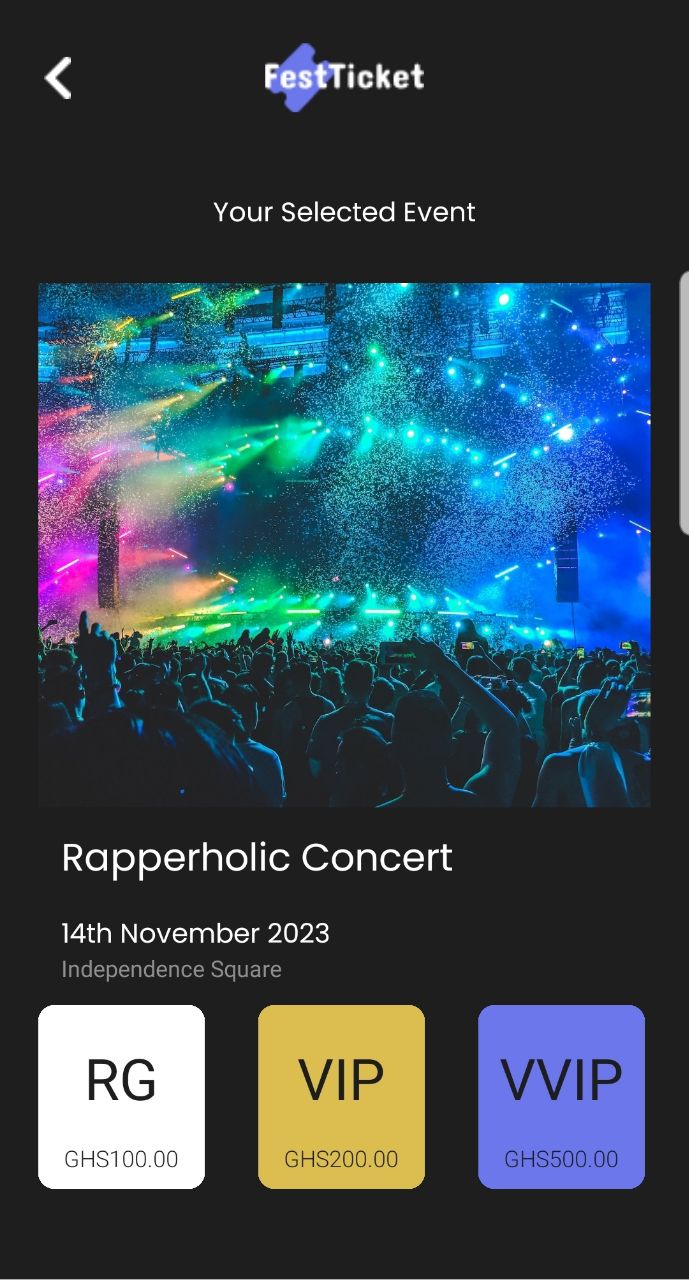 FestTicket
Your Selected Event
Rapperholic Concert
14th November 2023
Independence Square
RG
VIP
VVIP
GHS100.00
GHS200.00
GHS500.00